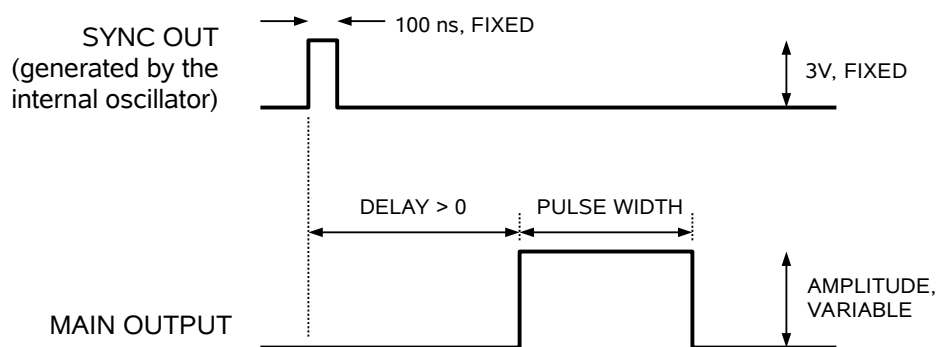 100 ns, FIXED
SYNC OUT
(generated by the
internal oscillator)
3V, FIXED
DELAY > 0
PULSE WIDTH
AMPLITUDE,
VARIABLE
MAIN OUTPUT